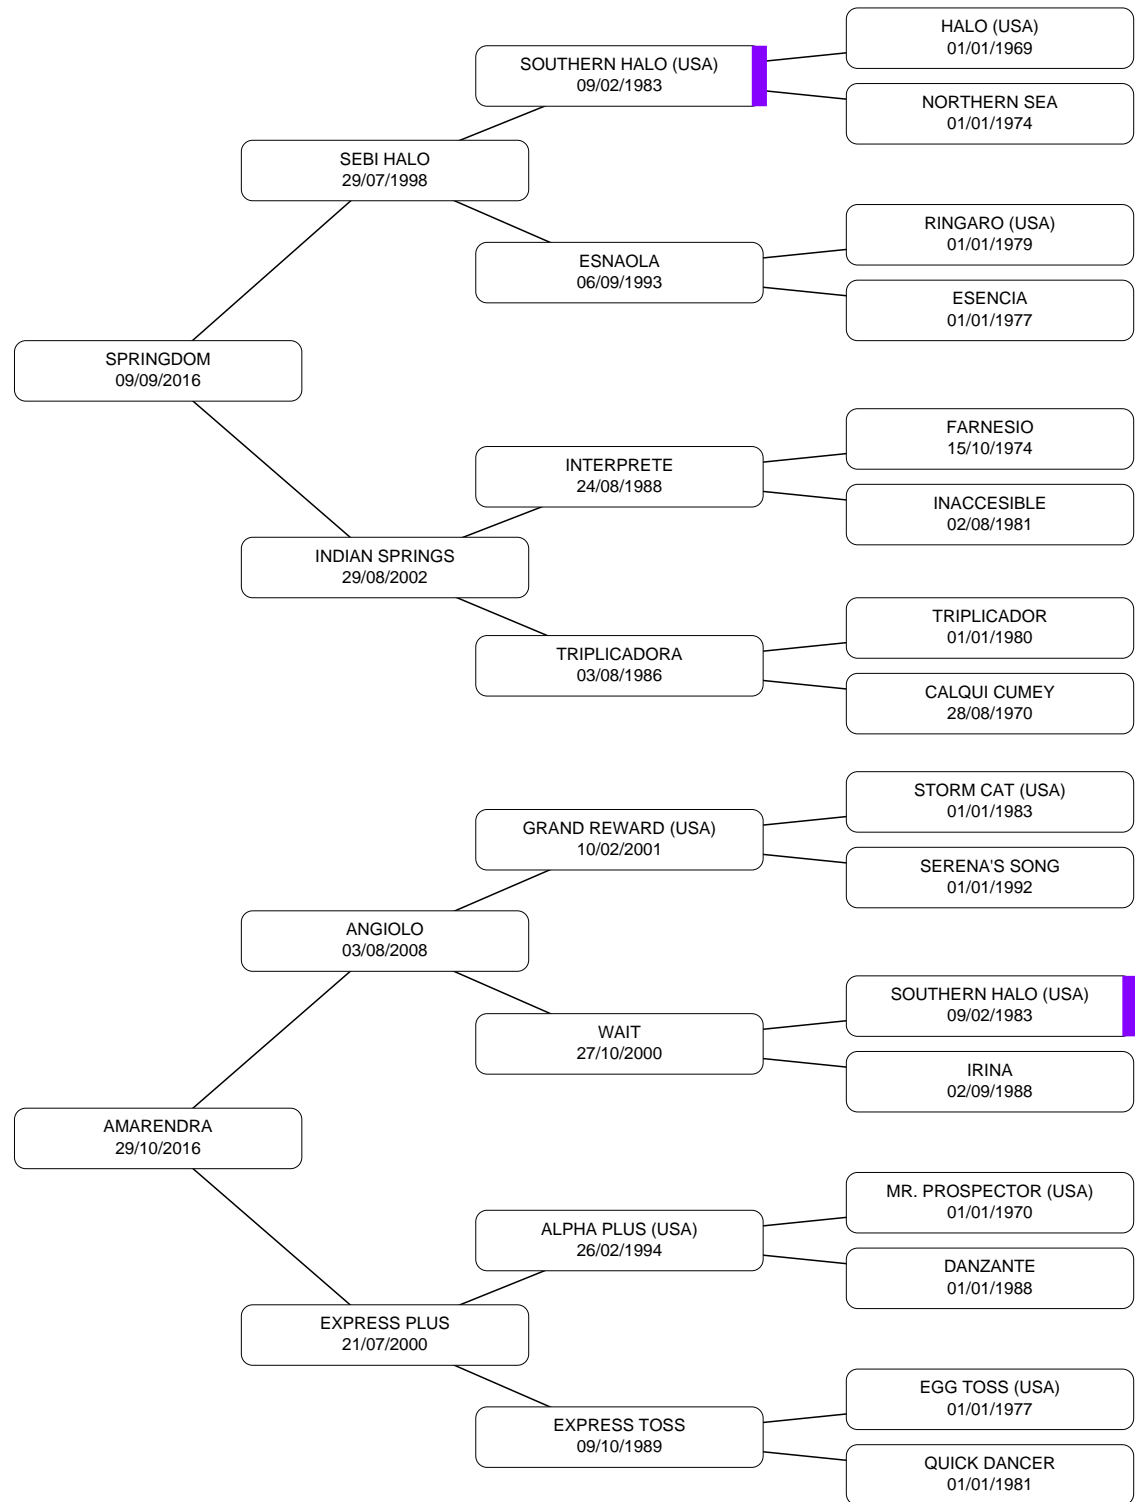 HALO (USA)
01/01/1969
SOUTHERN HALO (USA)
09/02/1983
NORTHERN SEA
01/01/1974
SEBI HALO
29/07/1998
RINGARO (USA)
01/01/1979
ESNAOLA
06/09/1993
ESENCIA
01/01/1977
SPRINGDOM
09/09/2016
FARNESIO
15/10/1974
INTERPRETE
24/08/1988
INACCESIBLE
02/08/1981
INDIAN SPRINGS
29/08/2002
TRIPLICADOR
01/01/1980
TRIPLICADORA
03/08/1986
CALQUI CUMEY
28/08/1970
STORM CAT (USA)
01/01/1983
GRAND REWARD (USA)
10/02/2001
SERENA'S SONG
01/01/1992
ANGIOLO
03/08/2008
SOUTHERN HALO (USA)
09/02/1983
WAIT
27/10/2000
IRINA
02/09/1988
AMARENDRA
29/10/2016
MR. PROSPECTOR (USA)
01/01/1970
ALPHA PLUS (USA)
26/02/1994
DANZANTE
01/01/1988
EXPRESS PLUS
21/07/2000
EGG TOSS (USA)
01/01/1977
EXPRESS TOSS
09/10/1989
QUICK DANCER
01/01/1981